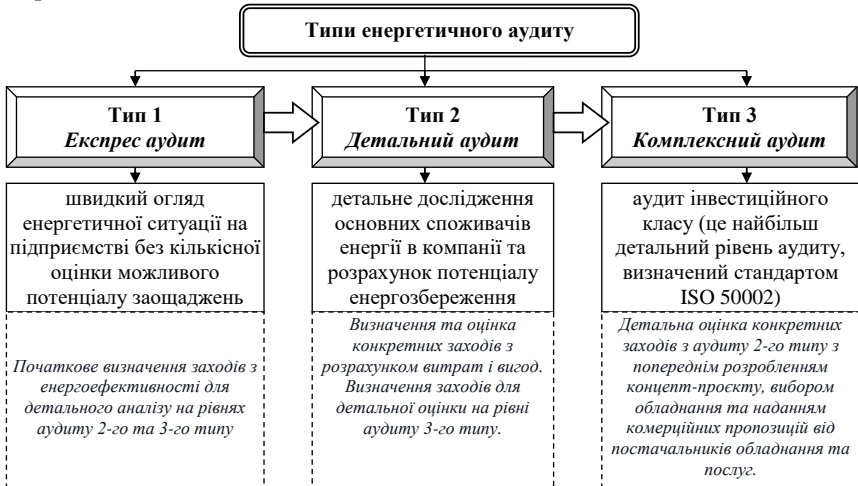 Типи енергетичного аудиту
Тип 1
Експрес аудит
Тип 2
Детальний аудит
Тип 3
Комплексний аудит
швидкий огляд
енергетичної ситуації на
підприємстві без кількісної
оцінки можливого
потенціалу заощаджень
детальне дослідження
основних споживачів
енергії в компанії та
розрахунок потенціалу
енергозбереження
аудит інвестиційного
класу (це найбільш
детальний рівень аудиту,
визначений стандартом
ISO 50002)
Початкове визначення заходів з
енергоефективності для
детального аналізу на рівнях
аудиту 2-го та 3-го типу
Визначення та оцінка
конкретних заходів з
розрахунком витрат і вигод.
Визначення заходів для
детальної оцінки на рівні
аудиту 3-го типу.
Детальна оцінка конкретних
заходів з аудиту 2-го типу з
попереднім розробленням
концепт-проєкту, вибором
обладнання та наданням
комерційних пропозицій від
постачальників обладнання та
послуг.